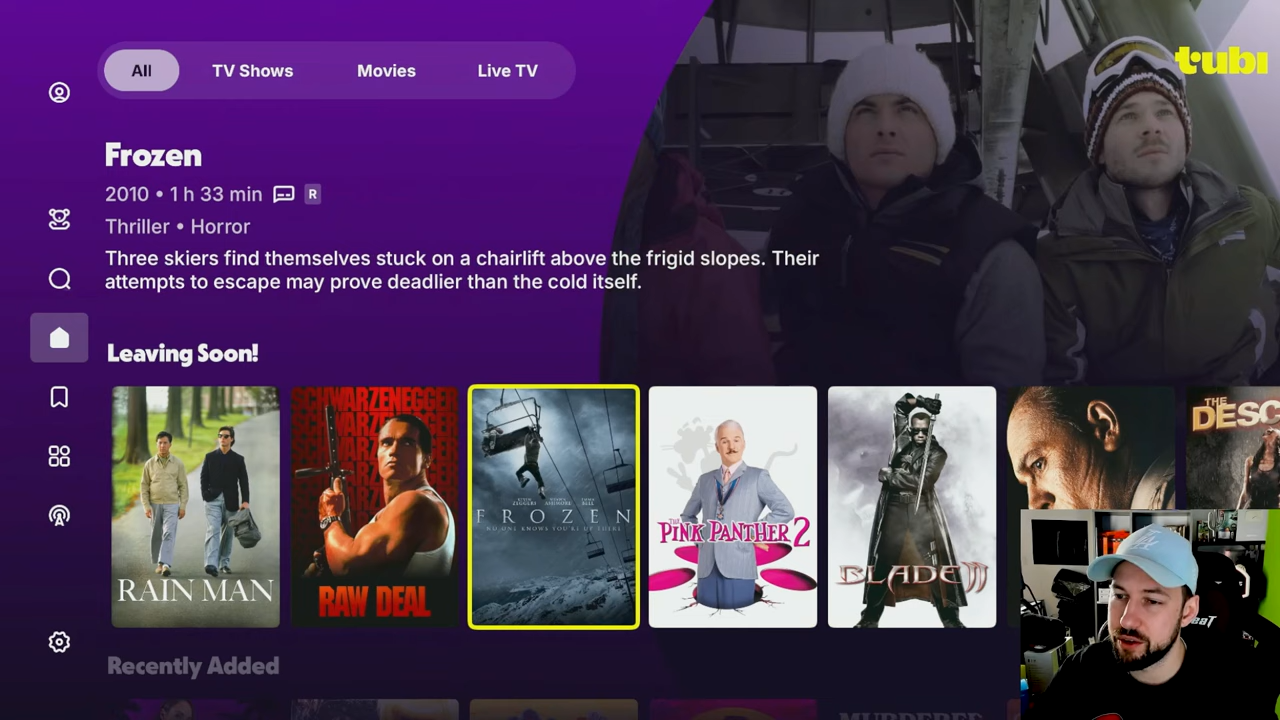 All
TV Shows
Movies
Live TV
tubi
Frozen
2010 • 1 h 33 min R
Thriller • Horror
Three skiers find themselves stuck on a chairlift above the frigid slopes. Their
attempts to escape may prove deadlier than the cold itself.
Leaving Soon!
RAIN MAN
SCHWARZENEGGER
RAW DEAL
FROZEN
NO ONE KNOWS YOU'RE UP THERE
THE
PINK PANTHER 2
BLADE II
THE
DESC
LA
Recently Added